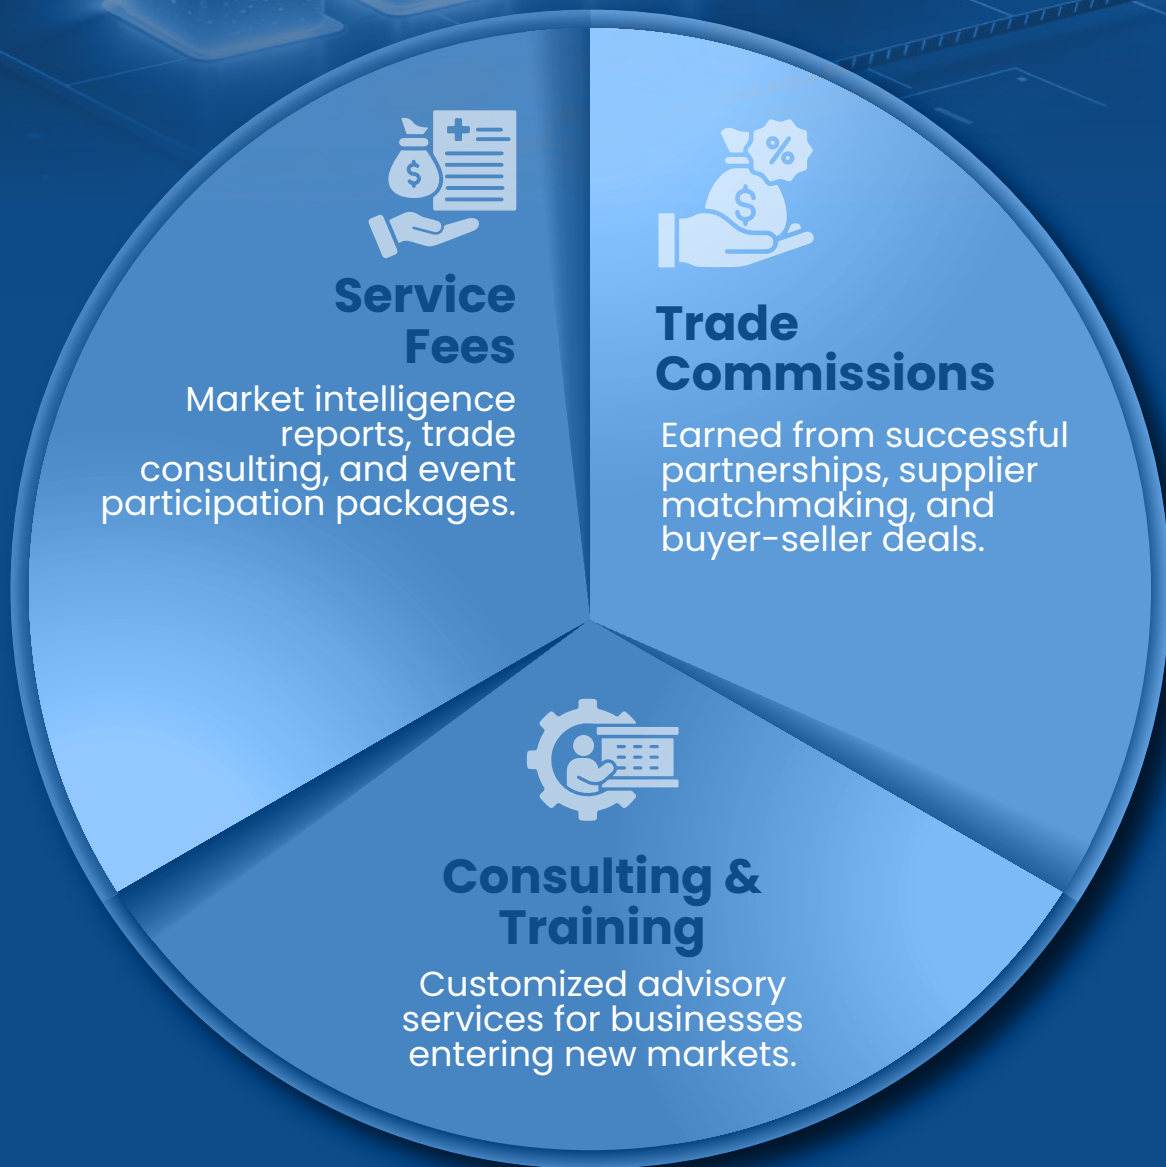 Service
Fees
Market intelligence
reports, trade
consulting, and event
participation packages.
%
$
$
Trade
Commissions
Earned from successful
partnerships, supplier
matchmaking, and
buyer-seller deals.
Consulting &
Training
Customized advisory
services for businesses
entering new markets.